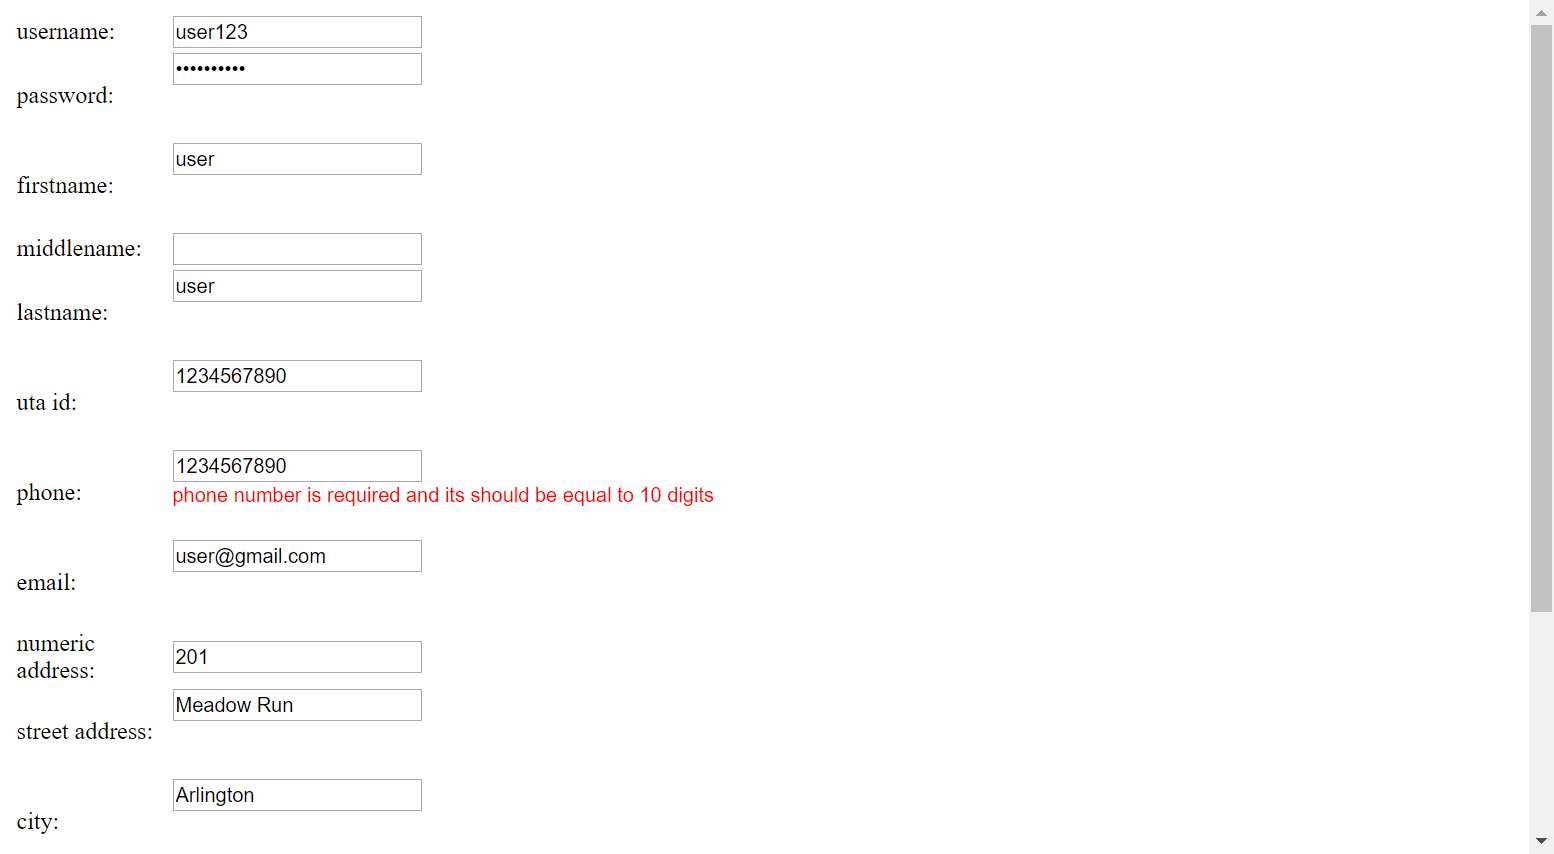 username: user123
password: ••••••••••
firstname: user
middlename:
lastname: user
uta id: 1234567890
phone: 1234567890
phone number is required and its should be equal to 10 digits
email: user@gmail.com
numeric
address: 201
street address: Meadow Run
city: Arlington